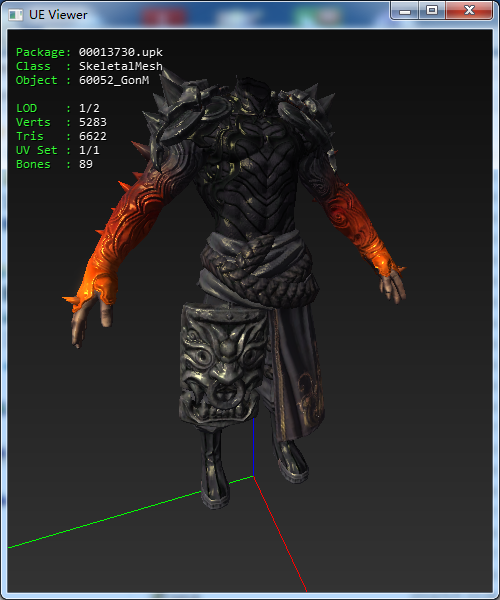 UE Viewer
Package: 00013730.upk
Class : SkeletalMesh
Object : 60052_GonM
LOD : 1/2
Verts : 5283
Tris : 6622
UV Set : 1/1
Bones : 89